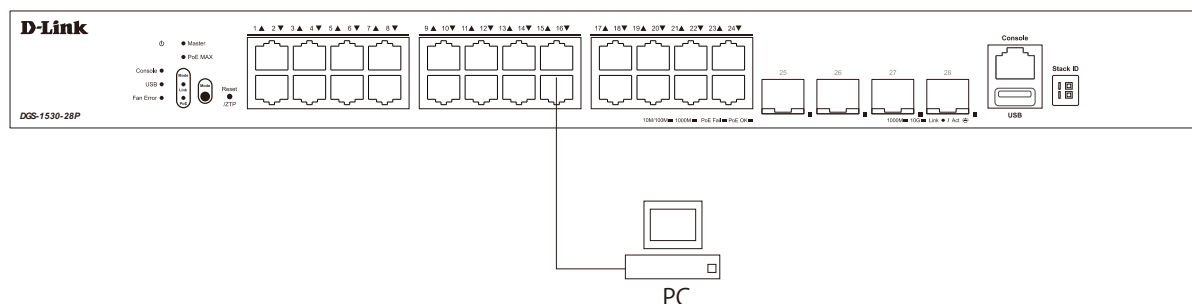 D-Link
1▲ 2▼ 3▲ 4▼ 5▲ 6▼ 7▲ 8▼
9▲ 10▼ 11▲ 12▼ 13▲ 14▼ 15▲ 16▼
17▲ 18▼ 19▲ 20▼ 21▲ 22▼ 23▲ 24▼
Master
PoE MAX
Console
USB
Fan Error
Mode
Link
PoE
Mode
Reset
/ZTP
25
26
27
28
Console
USB
Stack ID
DGS-1530-28P
10M/100M 1000M PoE Fail PoE OK
1000M 10G Link / Act
PC